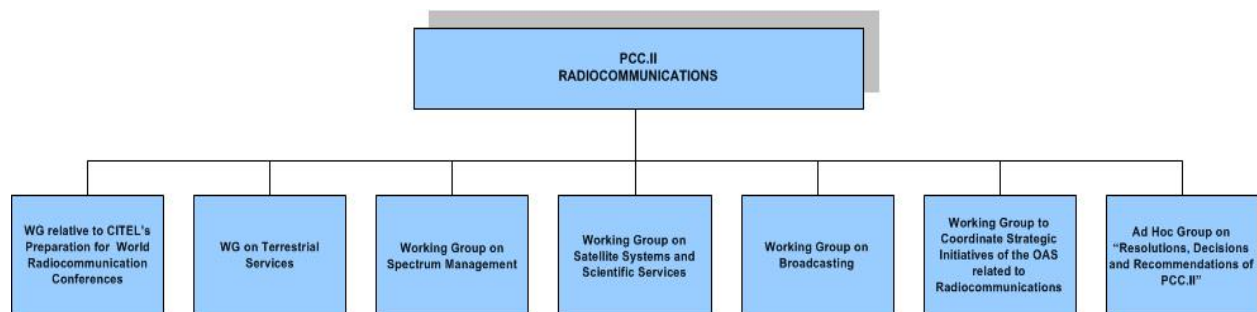 PCC.II
RADIOCOMMUNICATIONS
WG relative to CITEL's
Preparation for World
Radiocommunication
Conferences
WG on Terrestrial
Services
Working Group on
Spectrum Management
Working Group on
Satellite Systems and
Scientific Services
Working Group on
Broadcasting
Working Group to
Coordinate Strategic
Initiatives of the OAS
related to
Radiocommunications
Ad Hoc Group on
“Resolutions, Decisions
and Recommendations of
PCC.II”